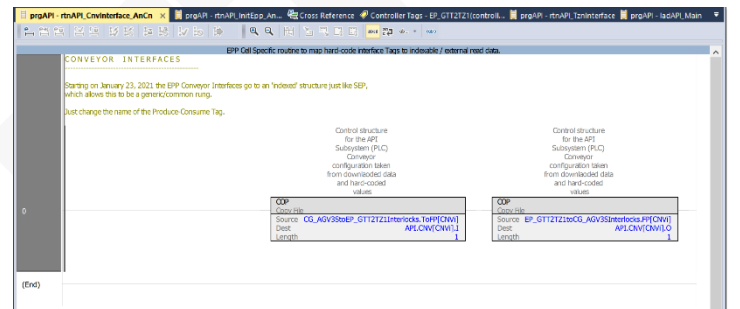 prgAPI - rtnAPI_CnvInterface_AnCn × prgAPI - rtnAPI_InitEpp_An... Cross Reference Controller Tags - EP_GTT2TZ1(controll... prgAPI - rtnAPI_TznInterface prgAPI - ladAPI_Main
EPP Cell Specific routine to map hard-code interface Tags to indexable / external read data.
CONVEYOR INTERFACES
Starting on January 23, 2021 the EPP Conveyor Interfaces go to an 'indexed' structure just like SEP,
which allows this to be a generic/common rung.
Just change the name of the Produce-Consume Tag.
Control structure
for the API
Subsystem (PLC)
Conveyor
configuration taken
from downlaoded data
and hard-coded
values
COP
Copy File
Source CG_AGV3StoEP_GTT2TZ1Interlocks.ToFP[CNVi]
Dest API.CNV[CNVi].I
Length 1
Control structure
for the API
Subsystem (PLC)
Conveyor
configuration taken
from downlaoded data
and hard-coded
values
COP
Copy File
Source EP_GTT2TZ1toCG_AGV3SInterlocks.FP[CNVi]
Dest API.CNV[CNVi].O
Length 1
0
(End)